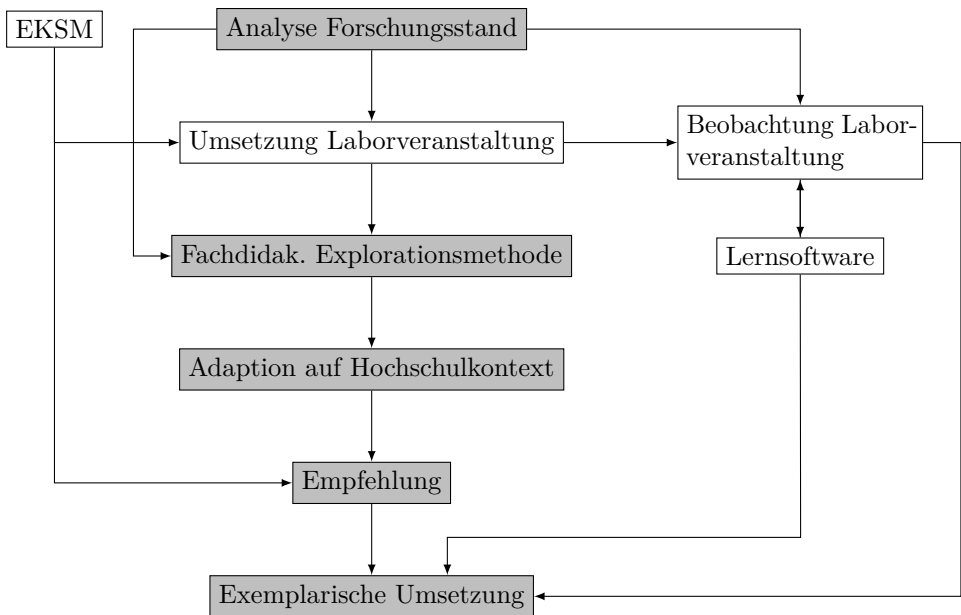 EKSM
Analyse Forschungsstand
Umsetzung Laborveranstaltung
Beobachtung Labor-
veranstaltung
Fachdidak. Explorationsmethode
Lernsoftware
Adaption auf Hochschulkontext
Empfehlung
Exemplarische Umsetzung